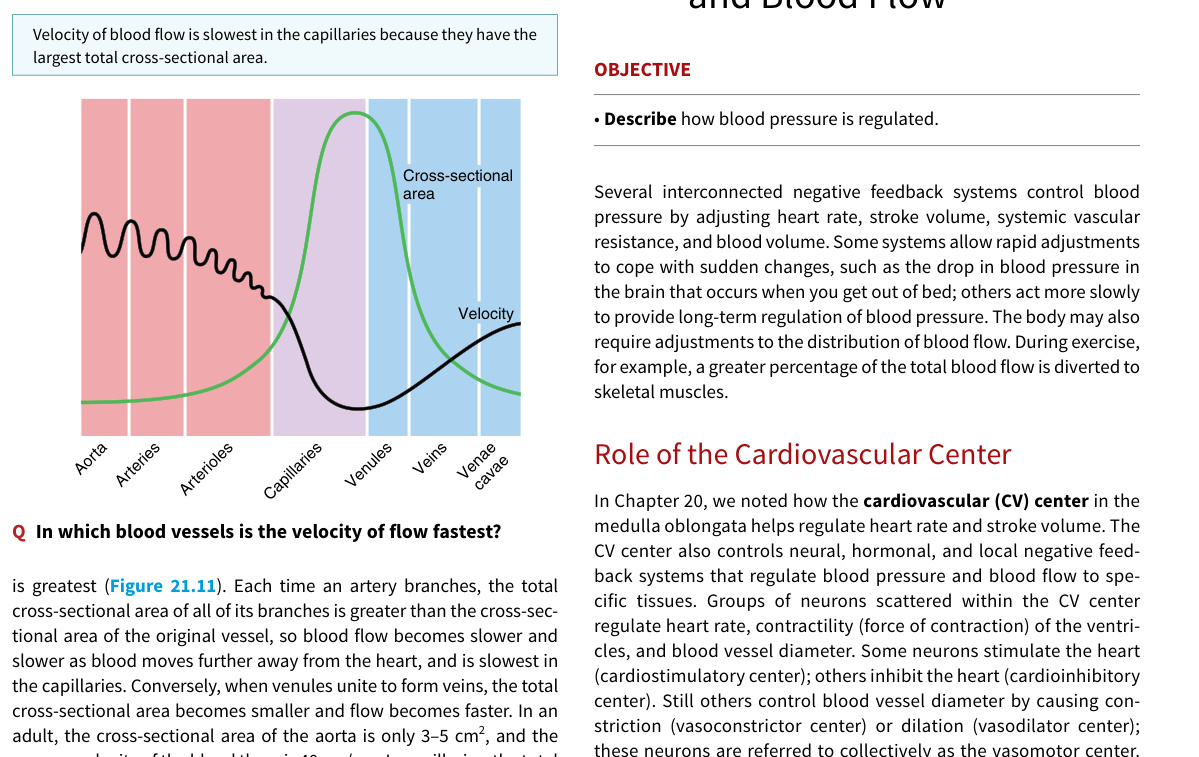 Velocity of blood flow is slowest in the capillaries because they have the
largest total cross-sectional area.
Cross-sectional
area
Velocity
Aorta
Arteries
Arterioles
Capillaries
Venules
Veins
Venae
cavae
Q In which blood vessels is the velocity of flow fastest?
is greatest (Figure 21.11). Each time an artery branches, the total
cross-sectional area of all of its branches is greater than the cross-sec-
tional area of the original vessel, so blood flow becomes slower and
slower as blood moves further away from the heart, and is slowest in
the capillaries. Conversely, when venules unite to form veins, the total
cross-sectional area becomes smaller and flow becomes faster. In an
adult, the cross-sectional area of the aorta is only 3–5 cm², and the
and Blood Flow
OBJECTIVE
• Describe how blood pressure is regulated.
Several interconnected negative feedback systems control blood
pressure by adjusting heart rate, stroke volume, systemic vascular
resistance, and blood volume. Some systems allow rapid adjustments
to cope with sudden changes, such as the drop in blood pressure in
the brain that occurs when you get out of bed; others act more slowly
to provide long-term regulation of blood pressure. The body may also
require adjustments to the distribution of blood flow. During exercise,
for example, a greater percentage of the total blood flow is diverted to
skeletal muscles.
Role of the Cardiovascular Center
In Chapter 20, we noted how the cardiovascular (CV) center in the
medulla oblongata helps regulate heart rate and stroke volume. The
CV center also controls neural, hormonal, and local negative feed-
back systems that regulate blood pressure and blood flow to spe-
cific tissues. Groups of neurons scattered within the CV center
regulate heart rate, contractility (force of contraction) of the ventri-
cles, and blood vessel diameter. Some neurons stimulate the heart
(cardiostimulatory center); others inhibit the heart (cardioinhibitory
center). Still others control blood vessel diameter by causing con-
striction (vasoconstrictor center) or dilation (vasodilator center);
these neurons are referred to collectively as the vasomotor center.